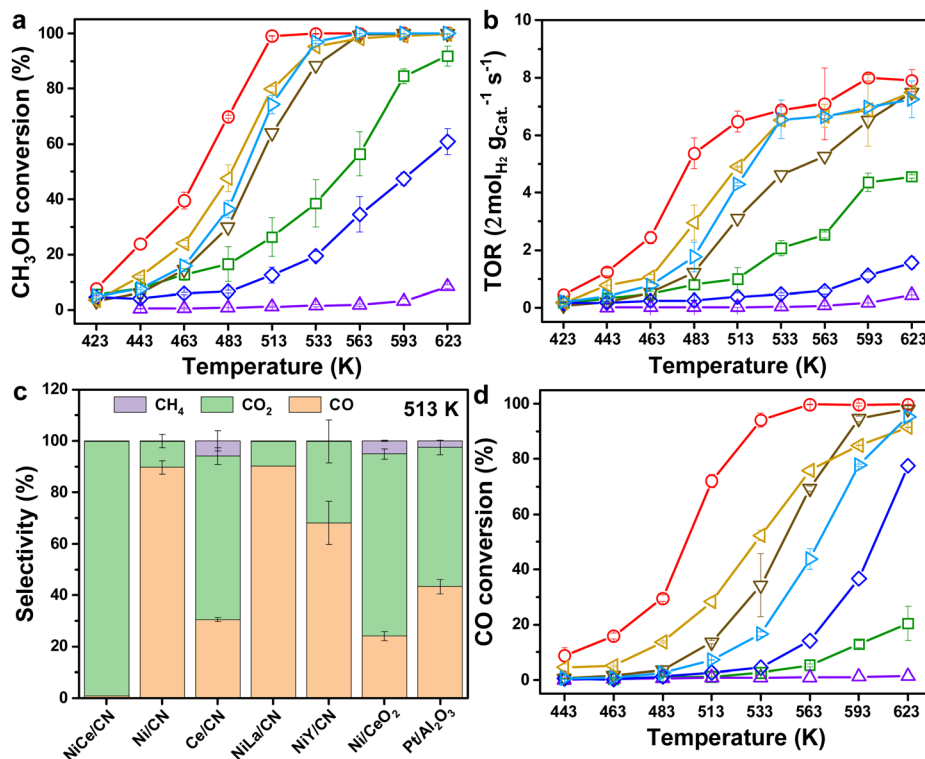 a
CH₃OH conversion (%)
100
80
60
40
20
0
423 443 463 483 513 533 563 593 623
Temperature (K)
b
TOR (2mol_H2 g_Cat.⁻¹ s⁻¹)
10
8
6
4
2
0
423 443 463 483 513 533 563 593 623
Temperature (K)
c
CH₄ CO₂ CO 513 K
Selectivity (%)
120
100
80
60
40
20
0
NiCe/CN
Ni/CN
Ce/CN
NiLa/CN
NiY/CN
Ni/CeO₂
Pt/Al₂O₃
d
CO conversion (%)
100
80
60
40
20
0
443 463 483 513 533 563 593 623
Temperature (K)